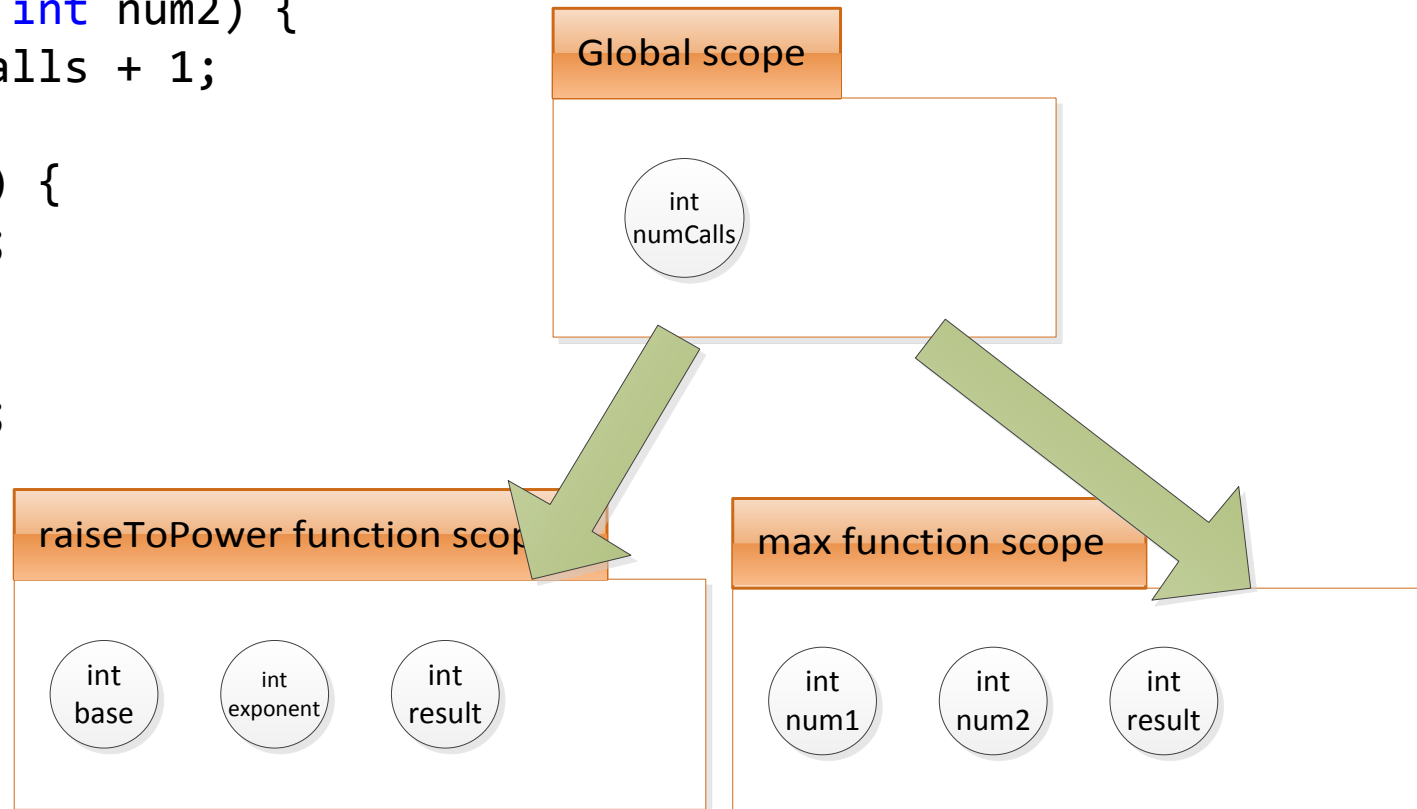 int num2) {
alls + 1;
) {
;
;
Global scope
int
numCalls
raiseToPower function scop
int
base
int
exponent
int
result
max function scope
int
num1
int
num2
int
result